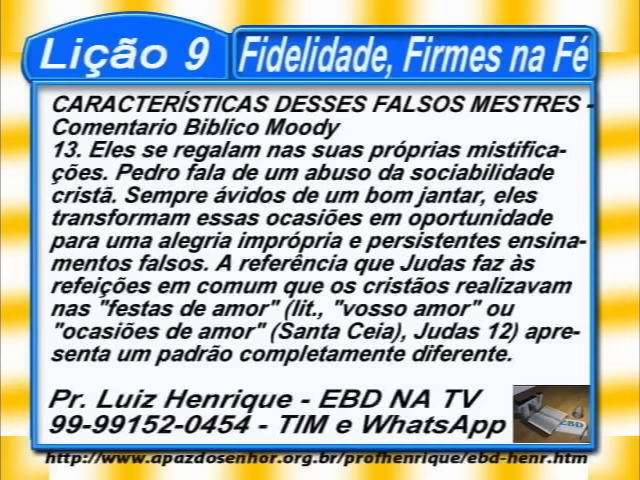 Lição 9
Fidelidade, Firmes na Fé
CARACTERÍSTICAS DESSES FALSOS MESTRES -
Comentario Biblico Moody
13. Eles se regalam nas suas próprias mistifica-
ções. Pedro fala de um abuso da sociabilidade
cristã. Sempre ávidos de um bom jantar, eles
transformam essas ocasiões em oportunidade
para uma alegria imprópria e persistentes ensina-
mentos falsos. A referência que Judas faz às
refeições em comum que os cristãos realizavam
nas "festas de amor" (lit., "vosso amor" ou
"ocasiões de amor" (Santa Ceia), Judas 12) apre-
senta um padrão completamente diferente.
Pr. Luiz Henrique - EBD NA TV
99-99152-0454 - TIM e WhatsApp
EBD
http://www.apazdosenhor.org.br/profhenrique/ebd-henr.htm